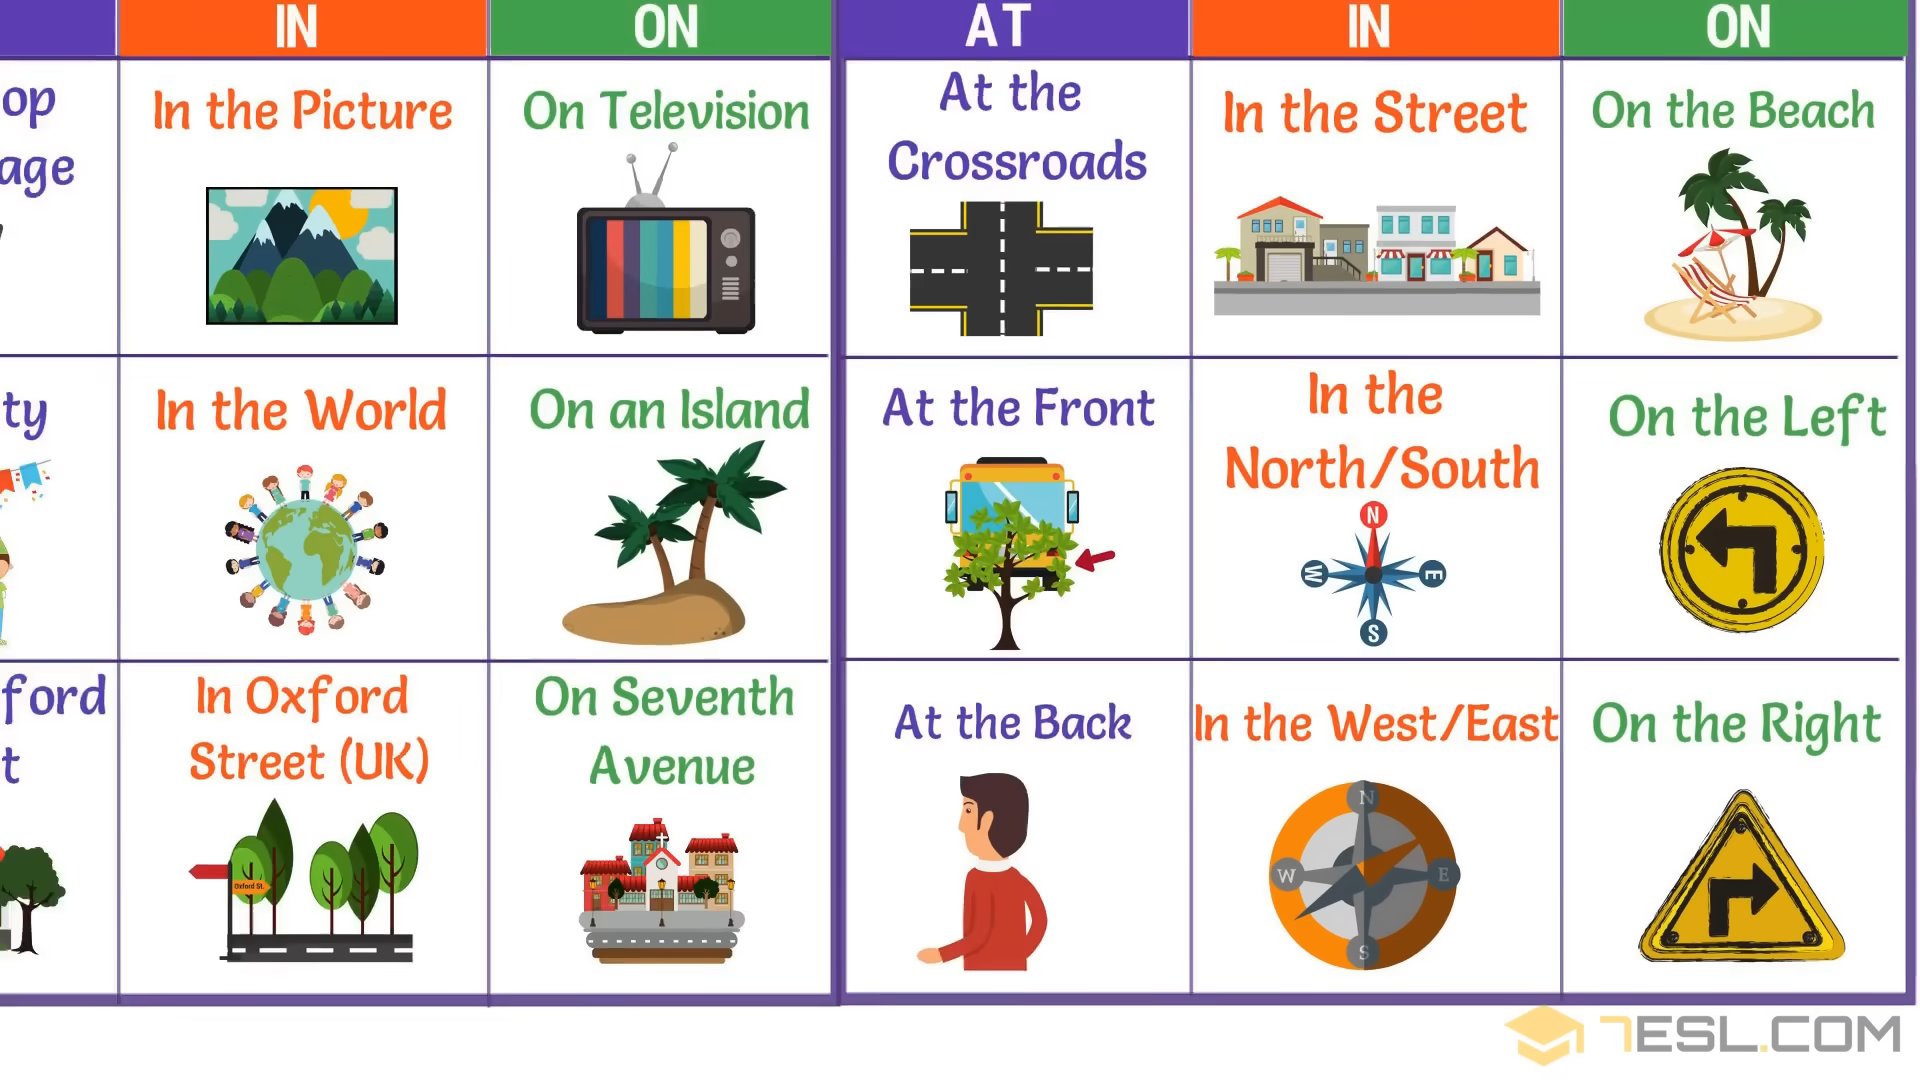 IN
ON
AT
IN
ON
op
age
In the Picture
On Television
At the
Crossroads
In the Street
On the Beach
ty
In the World
On an Island
At the Front
In the
North/South
N
W
E
S
On the Left
ford
t
In Oxford
Street (UK)
Oxford St.
On Seventh
Avenue
At the Back
In the West/East
N
W
E
S
On the Right
7ESL.COM